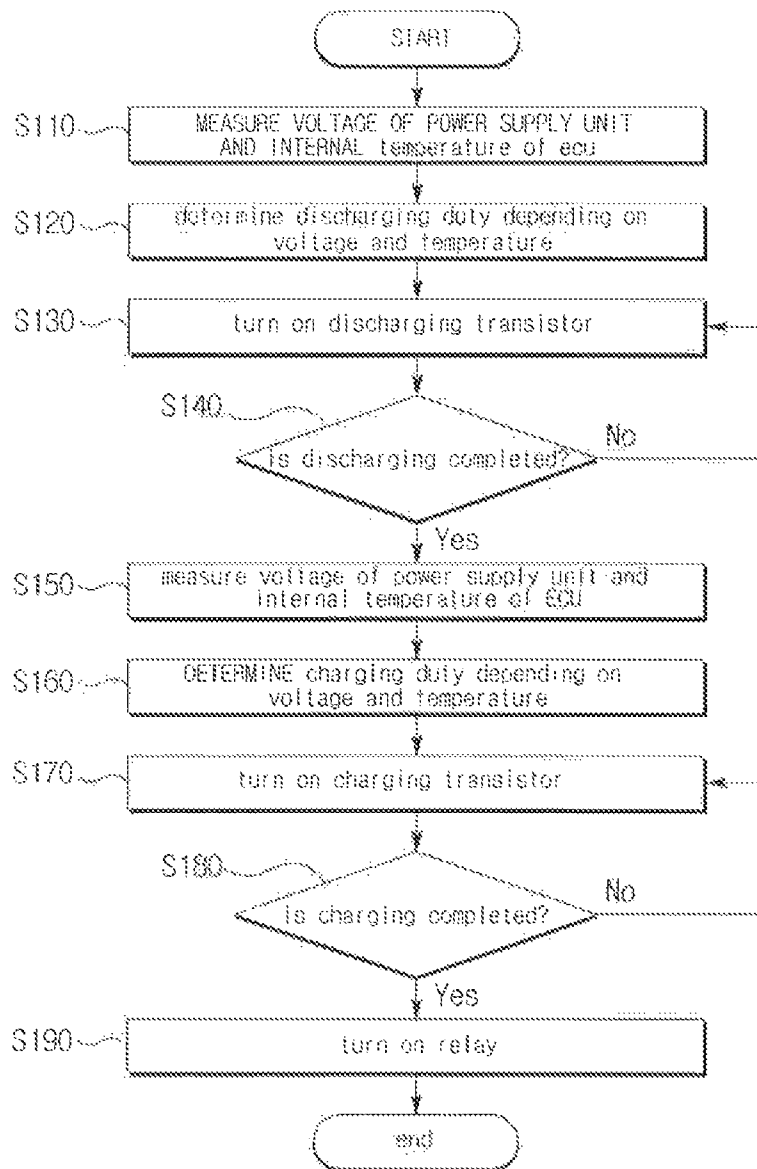 START
S110
MEASURE VOLTAGE OF POWER SUPPLY UNIT
AND INTERNAL temperature of ecu
S120
determine discharging duty depending on
voltage and temperature
S130
turn on discharging transistor
S140
is discharging completed?
No
Yes
S150
measure voltage of power supply unit and
internal temperature of ECU
S160
DETERMINE charging duty depending on
voltage and temperature
S170
turn on charging transistor
S180
is charging completed?
No
Yes
S190
turn on relay
end